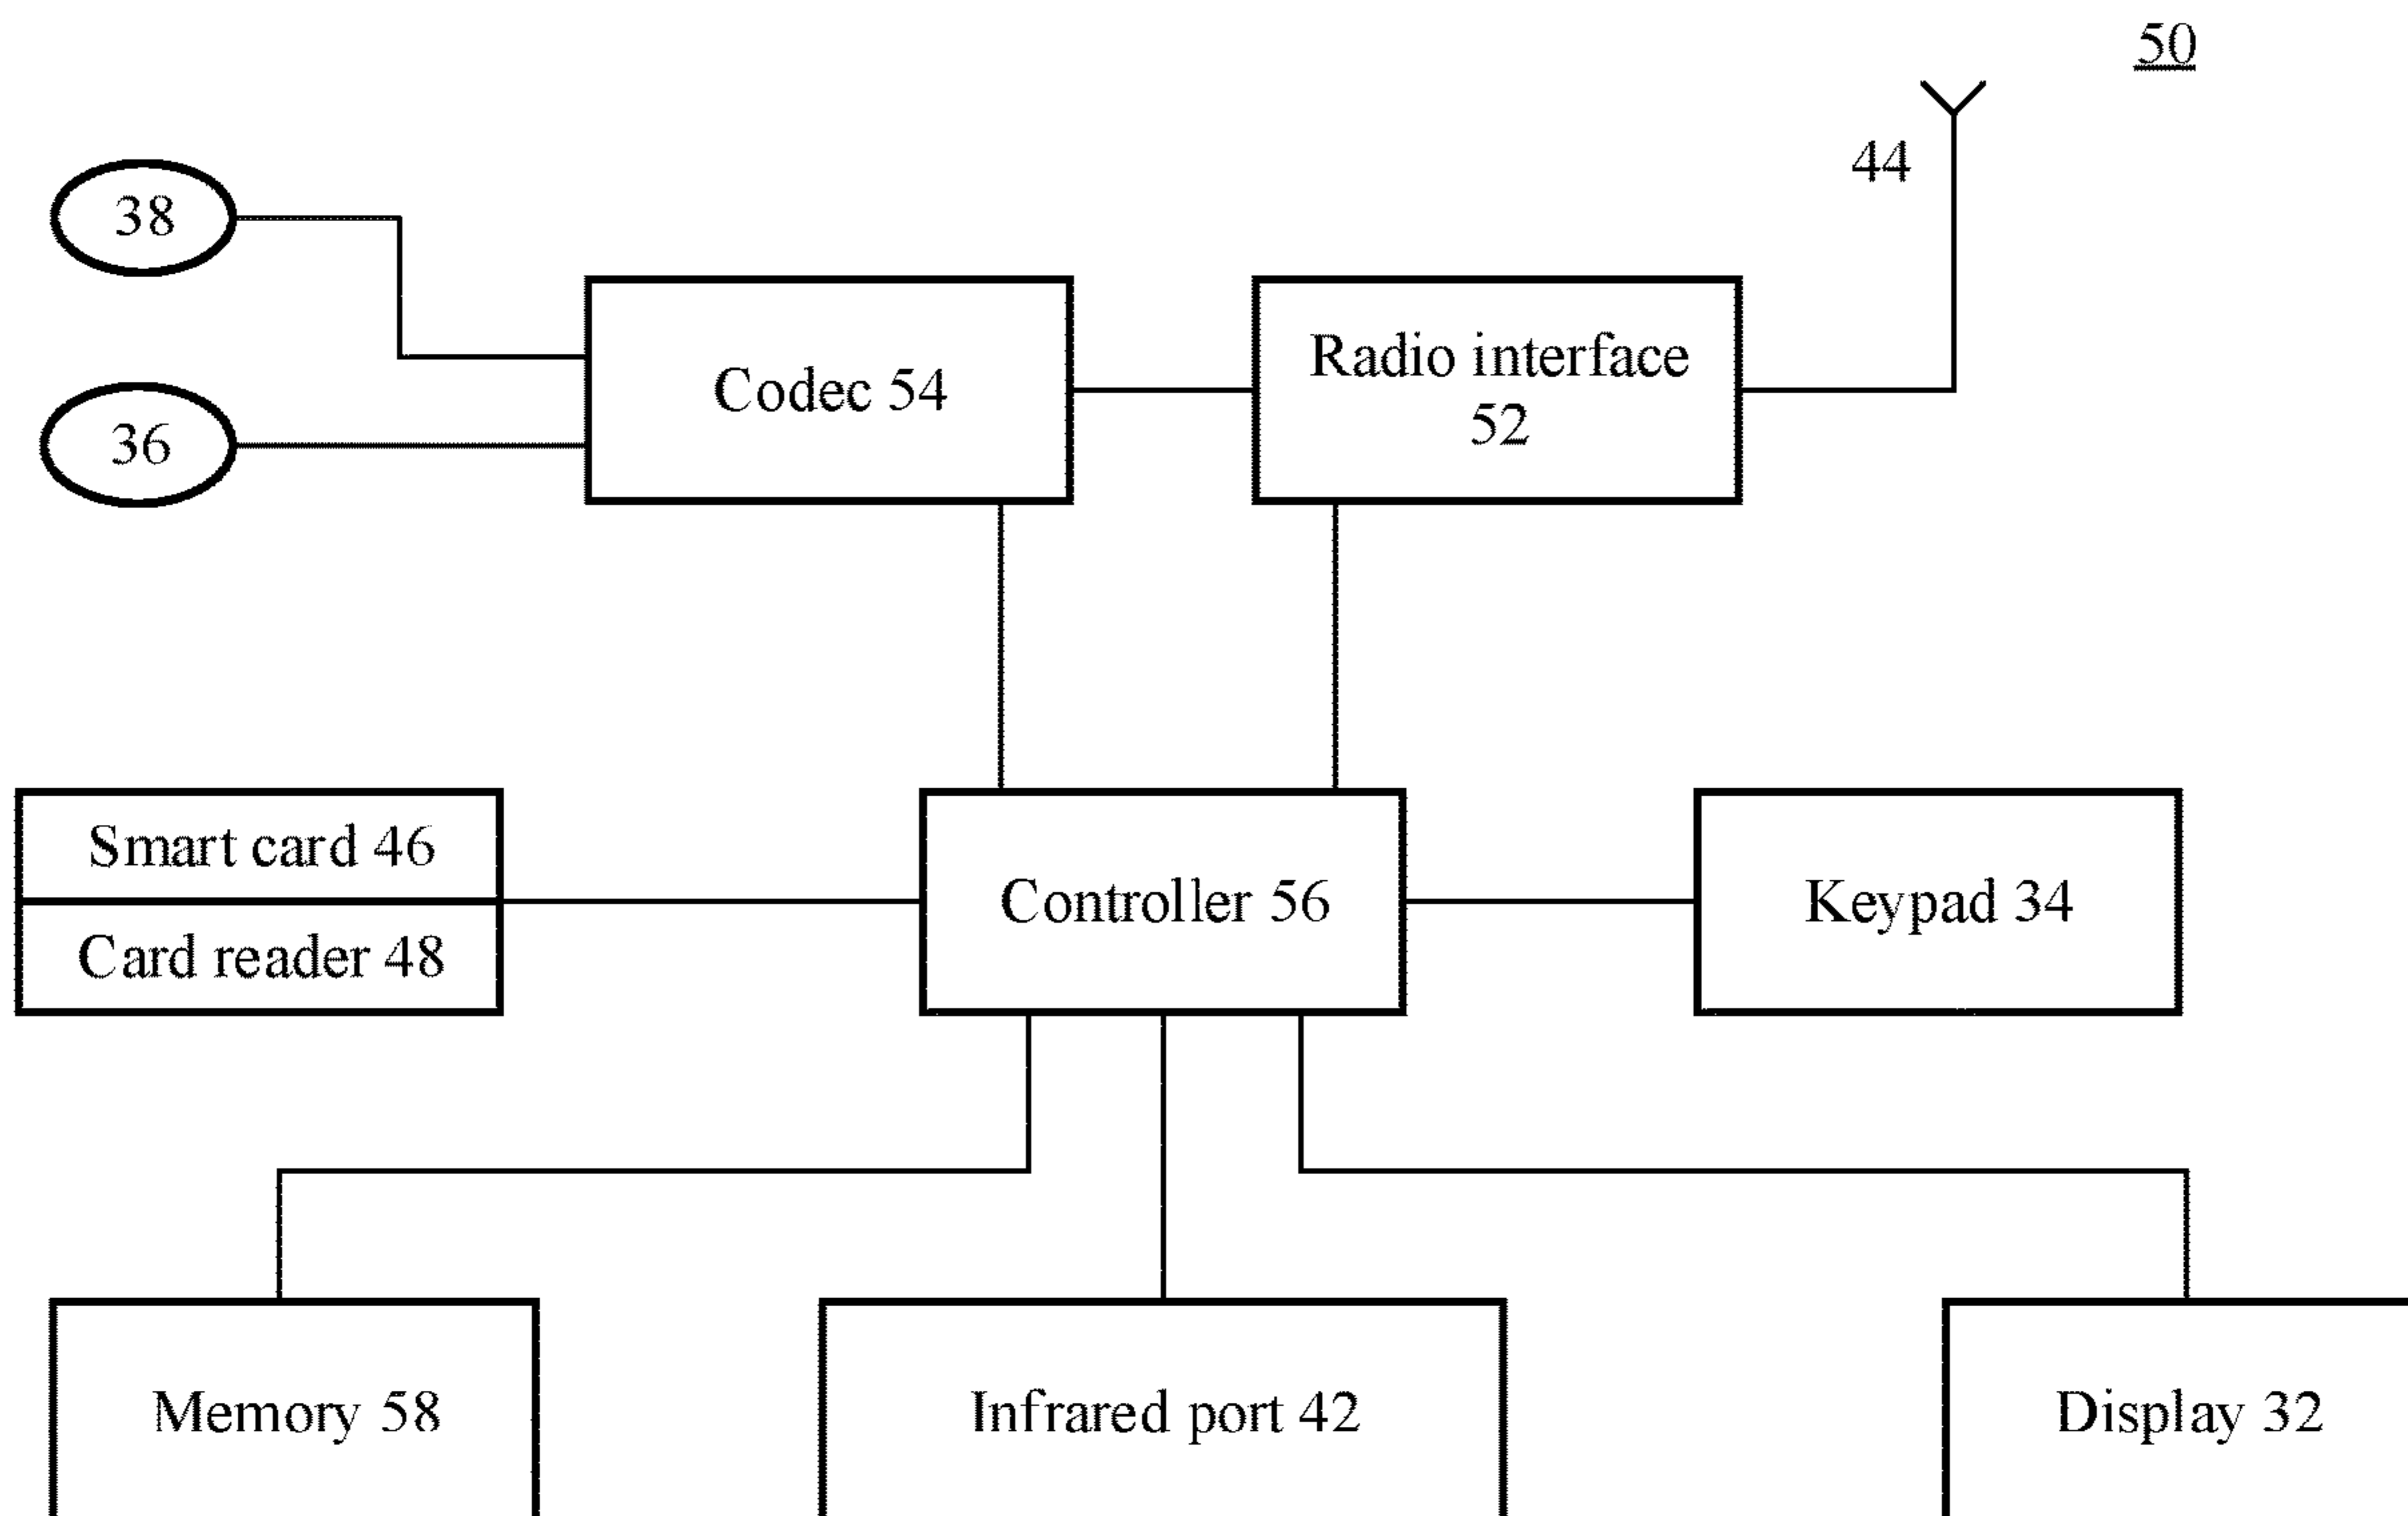 50
44
38
Codec 54
Radio interface
52
36
Smart card 46
Card reader 48
Controller 56
Keypad 34
Memory 58
Infrared port 42
Display 32